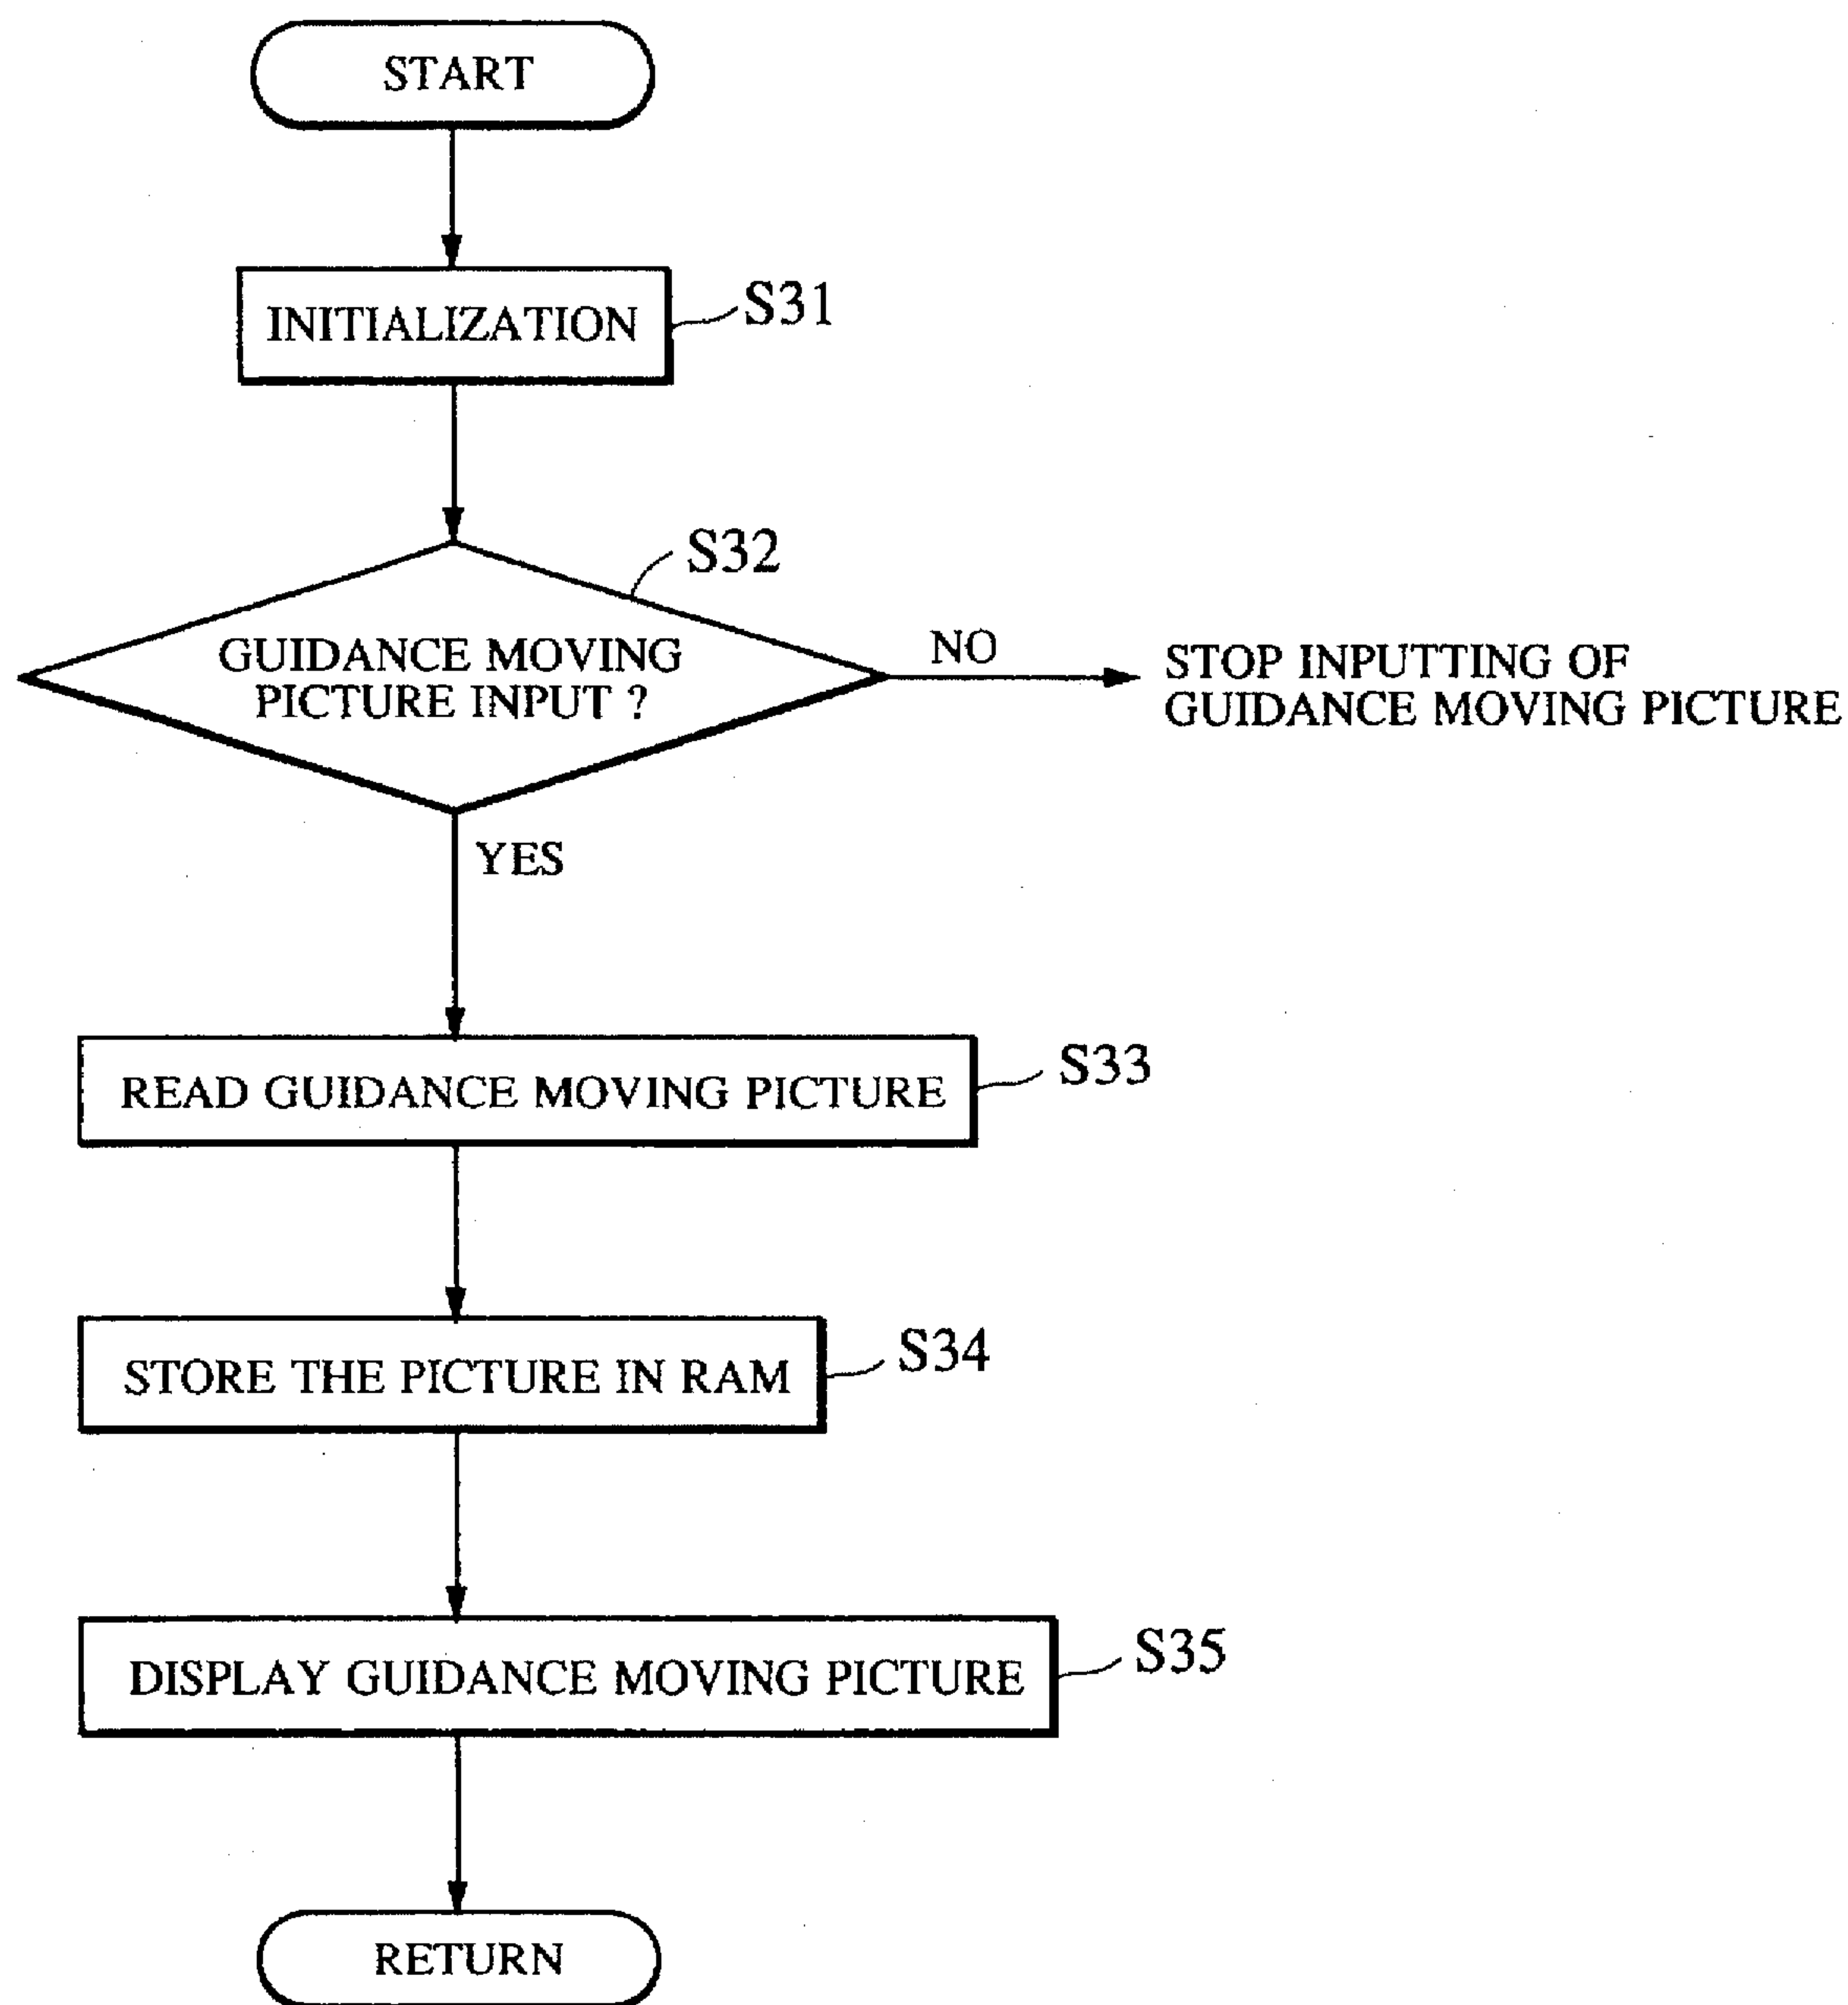 START
INITIALIZATION
S31
S32
GUIDANCE MOVING
PICTURE INPUT ?
NO
STOP INPUTTING OF
GUIDANCE MOVING PICTURE
YES
READ GUIDANCE MOVING PICTURE
S33
STORE THE PICTURE IN RAM
S34
DISPLAY GUIDANCE MOVING PICTURE
S35
RETURN